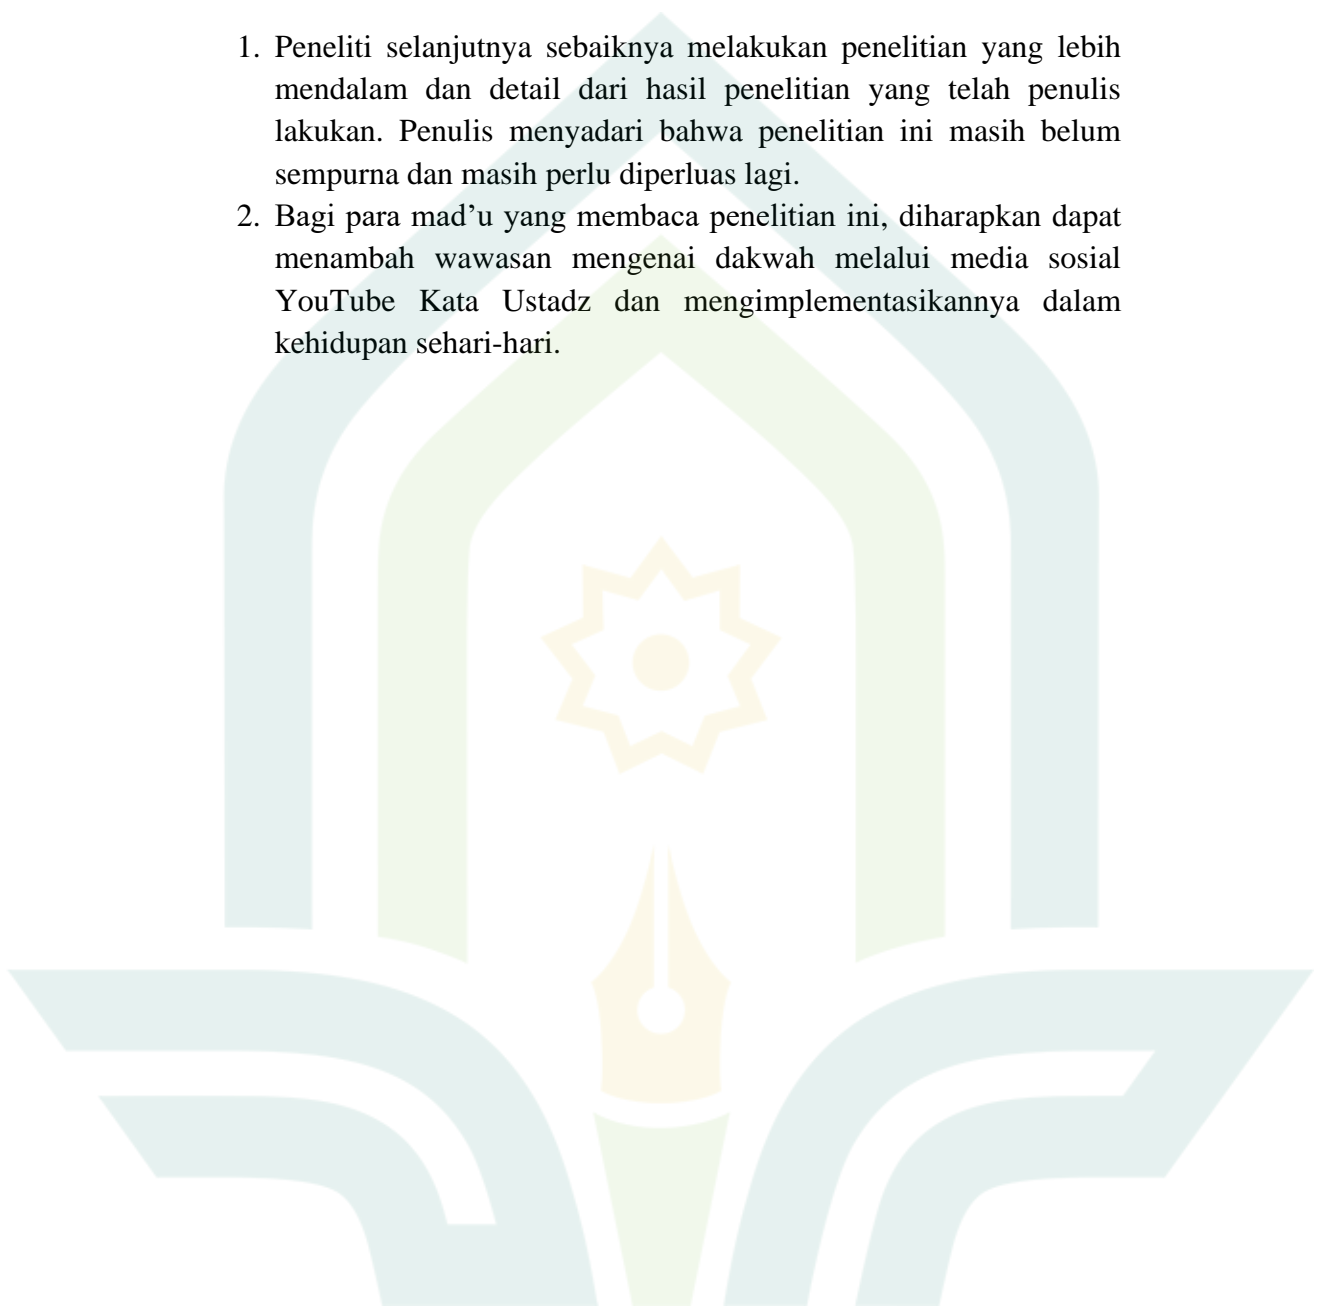 1. Peneliti selanjutnya sebaiknya melakukan penelitian yang lebih
mendalam dan detail dari hasil penelitian yang telah penulis
lakukan. Penulis menyadari bahwa penelitian ini masih belum
sempurna dan masih perlu diperluas lagi.
2. Bagi para mad’u yang membaca penelitian ini, diharapkan dapat
menambah wawasan mengenai dakwah melalui media sosial
YouTube Kata Ustadz dan mengimplementasikannya dalam
kehidupan sehari-hari.